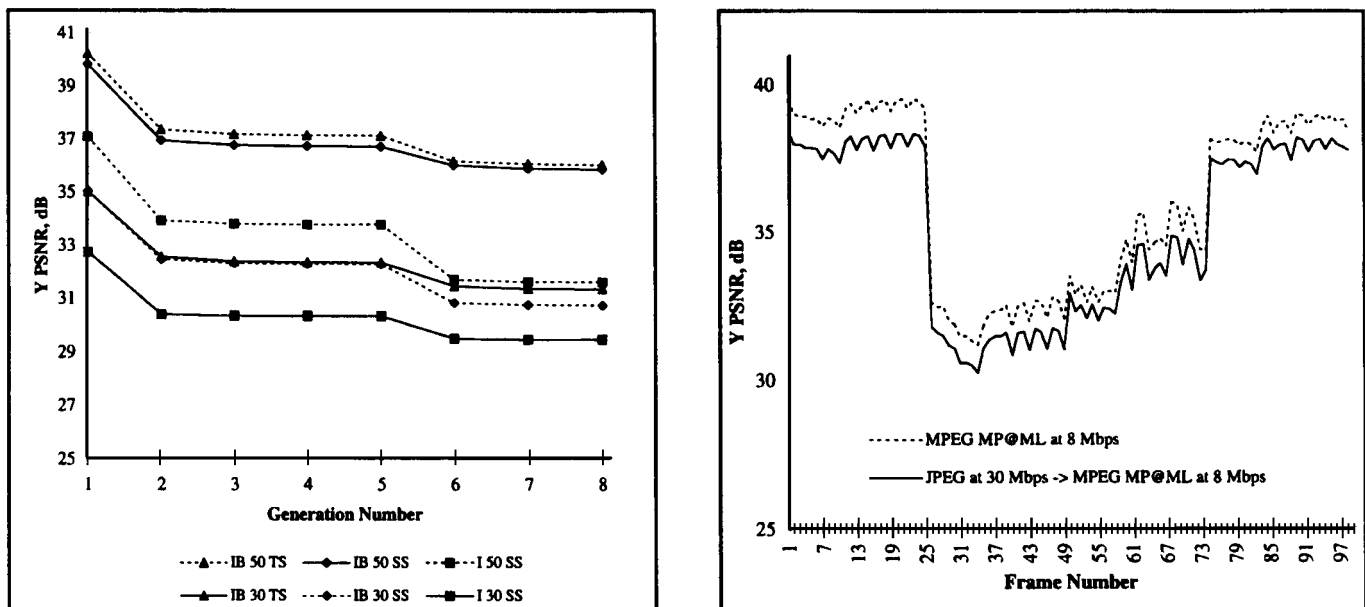 41
39
37
35
33
31
29
27
25
Y PSNR, dB
1 2 3 4 5 6 7 8
Generation Number
IB 50 TS IB 50 SS I 50 SS
IB 30 TS IB 30 SS I 30 SS
40
35
30
25
Y PSNR, dB
MPEG MP@ML at 8 Mbps
JPEG at 30 Mbps -> MPEG MP@ML at 8 Mbps
1 7 13 19 25 31 37 43 49 55 61 67 73 79 85 91 97
Frame Number